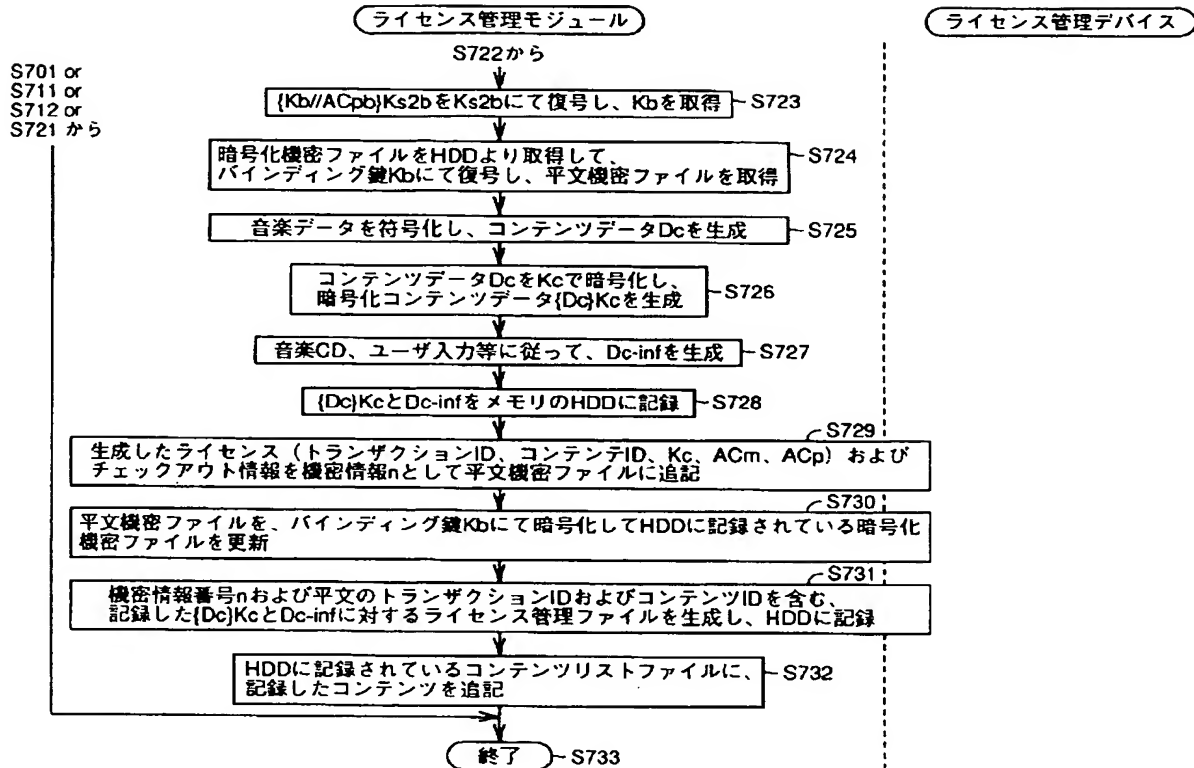 ライセンス管理モジュール
ライセンス管理デバイス
S722から
S701 or
S711 or
S712 or
S721 から
{Kb//ACpb}Ks2bをKs2bにて復号し、Kbを取得
S723
暗号化機密ファイルをHDDより取得して、
バインディング鍵Kbにて復号し、平文機密ファイルを取得
S724
音楽データを符号化し、コンテンツデータDcを生成
S725
コンテンツデータDcをKcで暗号化し、
暗号化コンテンツデータ{Dc}Kcを生成
S726
音楽CD、ユーザ入力等に従って、Dc-infを生成
S727
{Dc}KcとDc-infをメモリのHDDに記録
S728
S729
生成したライセンス（トランザクションID、コンテンテID、Kc、ACm、ACp）および
チェックアウト情報を機密情報nとして平文機密ファイルに追記
S730
平文機密ファイルを、バインディング鍵Kbにて暗号化してHDDに記録されている暗号化
機密ファイルを更新
S731
機密情報番号nおよび平文のトランザクションIDおよびコンテンツIDを含む、
記録した{Dc}KcとDc-infに対するライセンス管理ファイルを生成し、HDDに記録
HDDに記録されているコンテンツリストファイルに、
記録したコンテンツを追記
S732
終了
S733